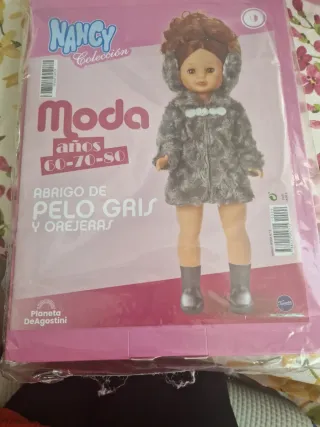 NANCY
Colección
Moda
años
60-70-80
ABRIGO DE
PELO GRIS
Y OREJERAS
Planeta
DeAgostini